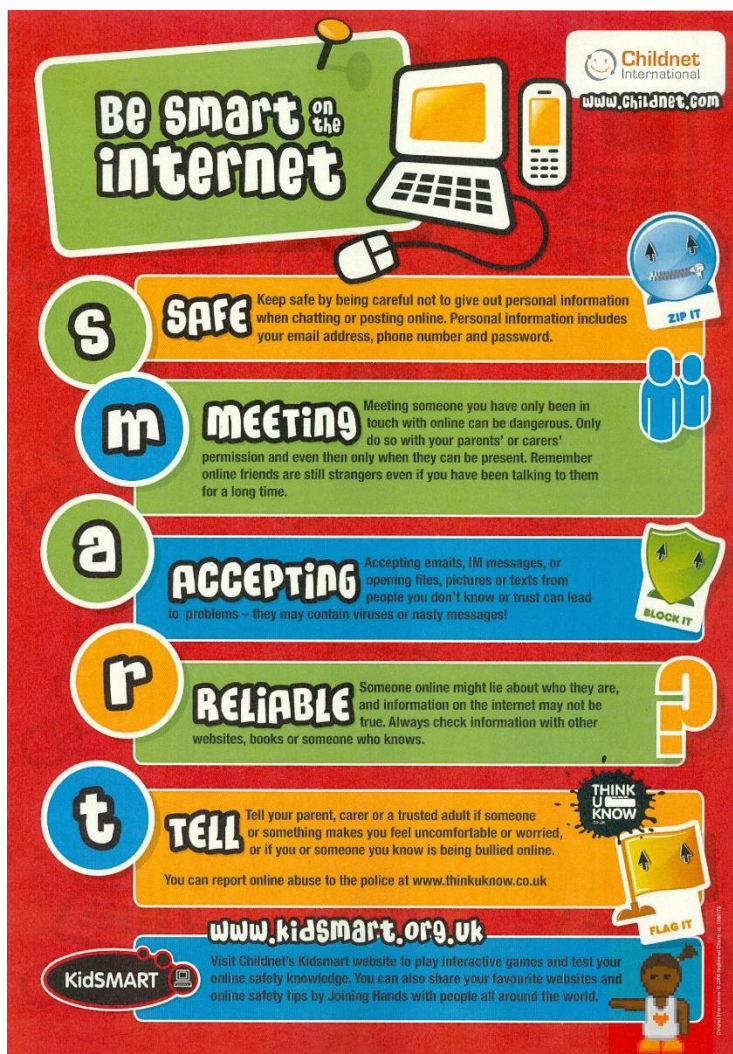 Be smart on the
internet
Childnet
International
www.childnet.com
s
SAFE
Keep safe by being careful not to give out personal information
when chatting or posting online. Personal information includes
your email address, phone number and password.
ZIP IT
m
MEETING
Meeting someone you have only been in
touch with online can be dangerous. Only
do so with your parents' or carers'
permission and even then only when they can be present. Remember
online friends are still strangers even if you have been talking to them
for a long time.
a
ACCEPTING
Accepting emails, IM messages, or
opening files, pictures or texts from
people you don't know or trust can lead
to problems – they may contain viruses or nasty messages!
BLOCK IT
r
RELIABLE
Someone online might lie about who they are,
and information on the internet may not be
true. Always check information with other
websites, books or someone who knows.
?
t
TELL
Tell your parent, carer or a trusted adult if someone
or something makes you feel uncomfortable or worried,
or if you or someone you know is being bullied online.
You can report online abuse to the police at www.thinkuknow.co.uk
THINK
U
KNOW
.co.uk
FLAG IT
www.kidsmart.org.uk
KidSMART
Visit Childnet's Kidsmart website to play interactive games and test your
online safety knowledge. You can also share your favourite websites and
online safety tips by Joining Hands with people all around the world.